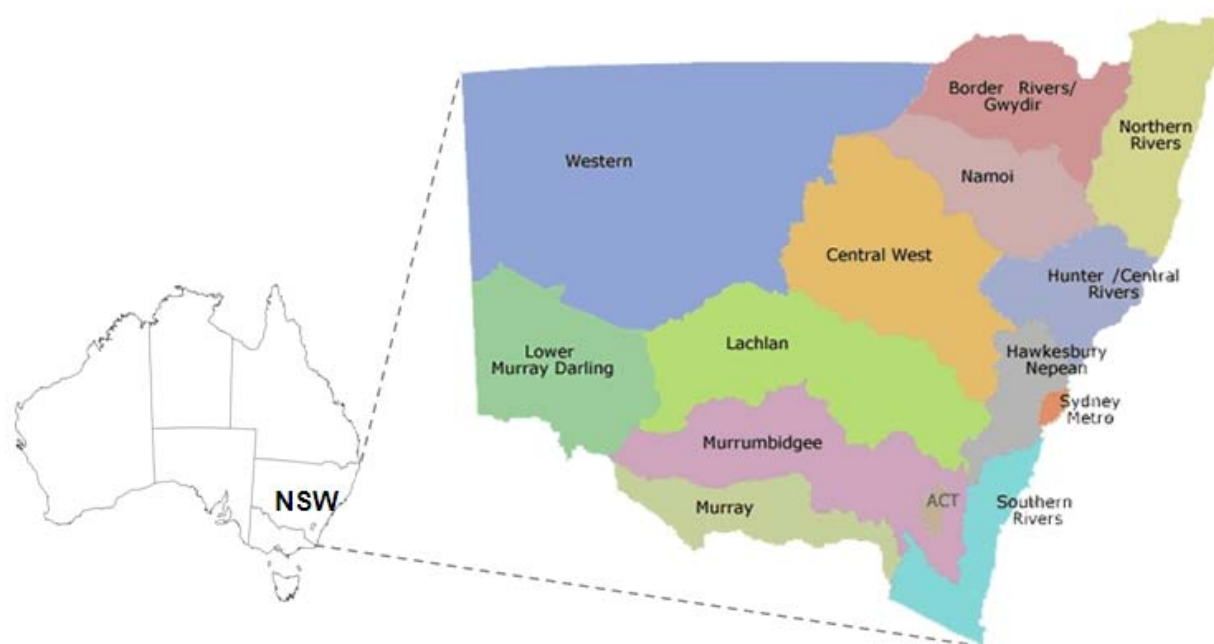 Border Rivers/
Gwydir
Northern
Rivers
Western
Namoi
Central West
Hunter /Central
Rivers
Lachlan
Lower
Murray Darling
Hawkesbury
Nepean
Sydney
Metro
Murrumbidgee
NSW
Murray
ACT
Southern
Rivers